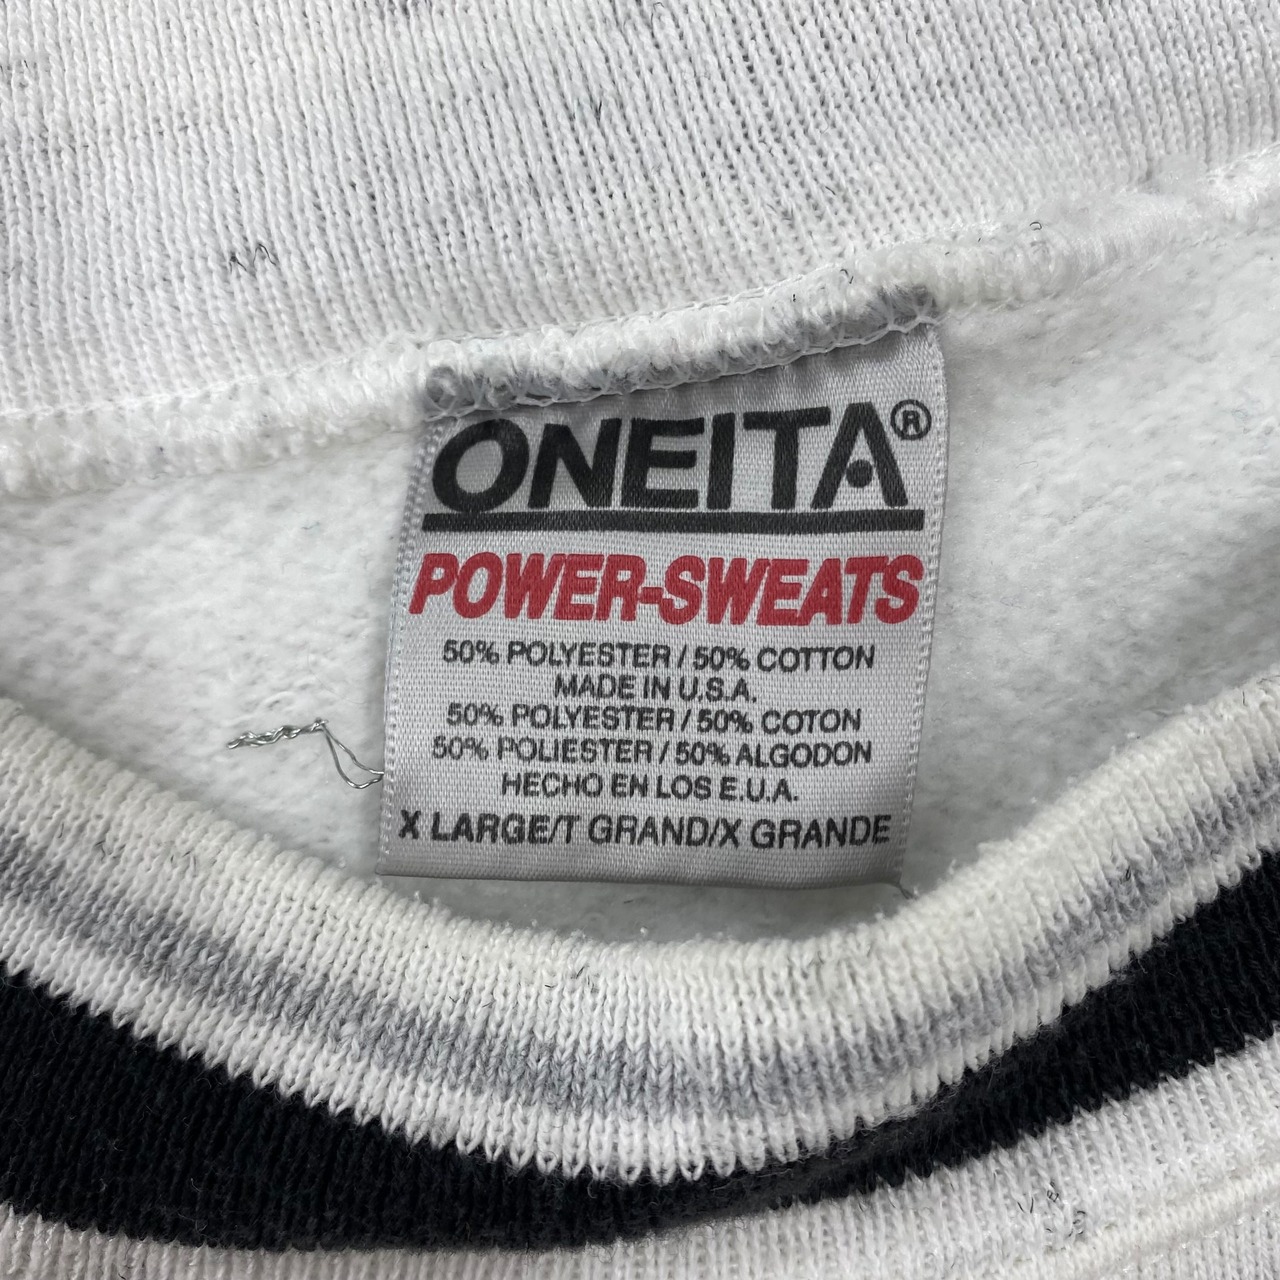 ONEITA®
POWER-SWEATS
50% POLYESTER / 50% COTTON
MADE IN U.S.A.
50% POLYESTER / 50% COTON
50% POLIESTER / 50% ALGODON
HECHO EN LOS E.U.A.
X LARGE/T GRAND/X GRANDE